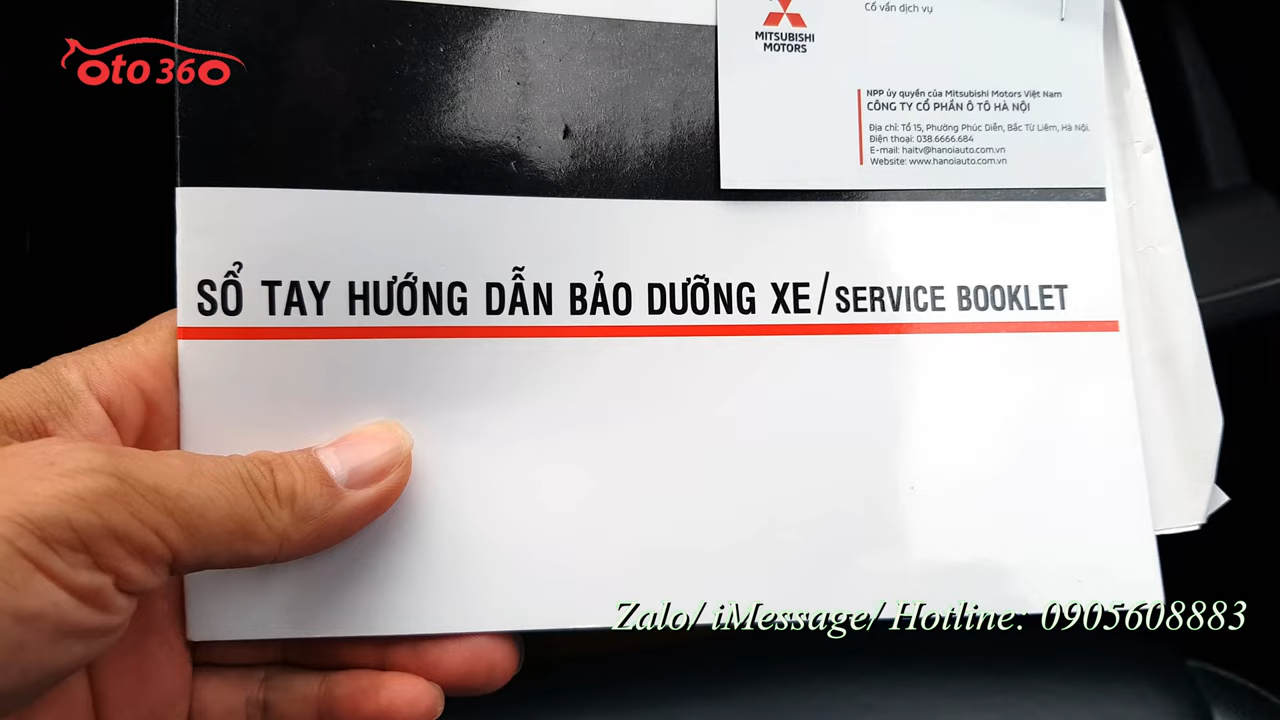 oto360
Cố vấn dịch vụ
MITSUBISHI
MOTORS
NPP ủy quyền của Mitsubishi Motors Việt Nam
CÔNG TY CỔ PHẦN Ô TÔ HÀ NỘI
Địa chỉ: Tổ 15, Phường Phúc Diễn, Bắc Từ Liêm, Hà Nội.
Điện thoại: 038.6666.684
E-mail: haitv@hanoiauto.com.vn
Website: www.hanoiauto.com.vn
SỔ TAY HƯỚNG DẪN BẢO DƯỠNG XE/SERVICE BOOKLET
Zalo/ iMessage/ Hotline: 0905608883